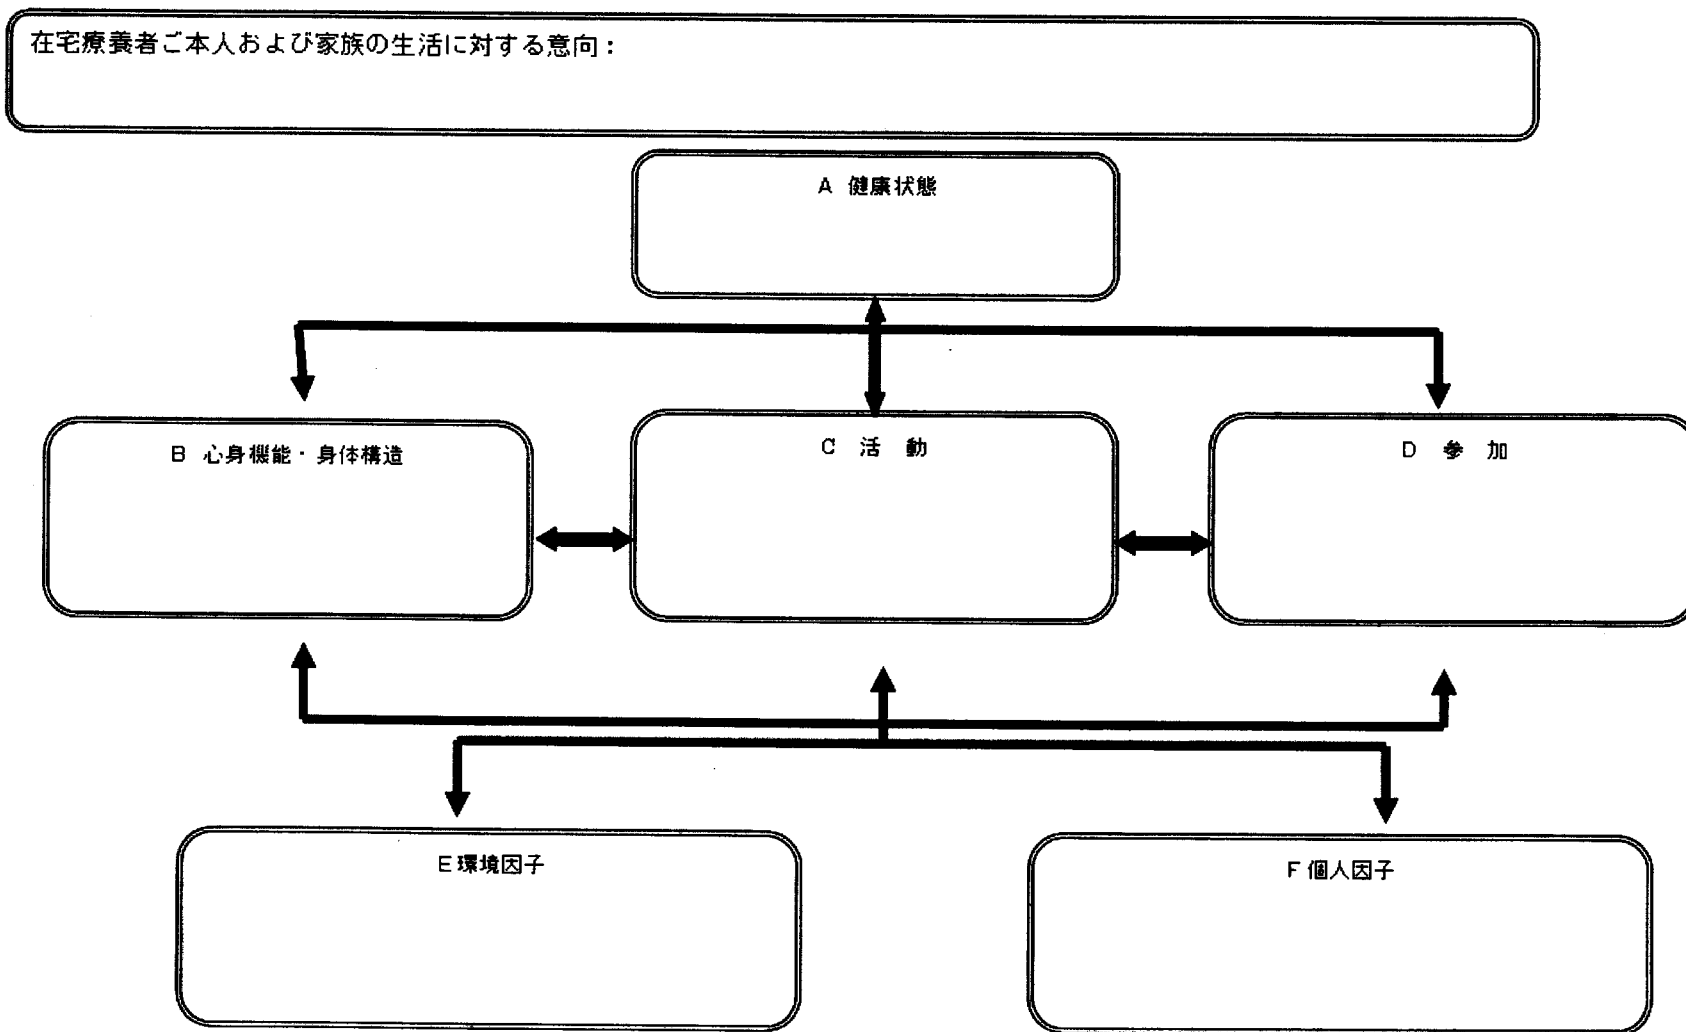 在宅療養者ご本人および家族の生活に対する意向：
A 健康状態
B 心身機能・身体構造
C 活 動
D 参 加
E環境因子
F個人因子